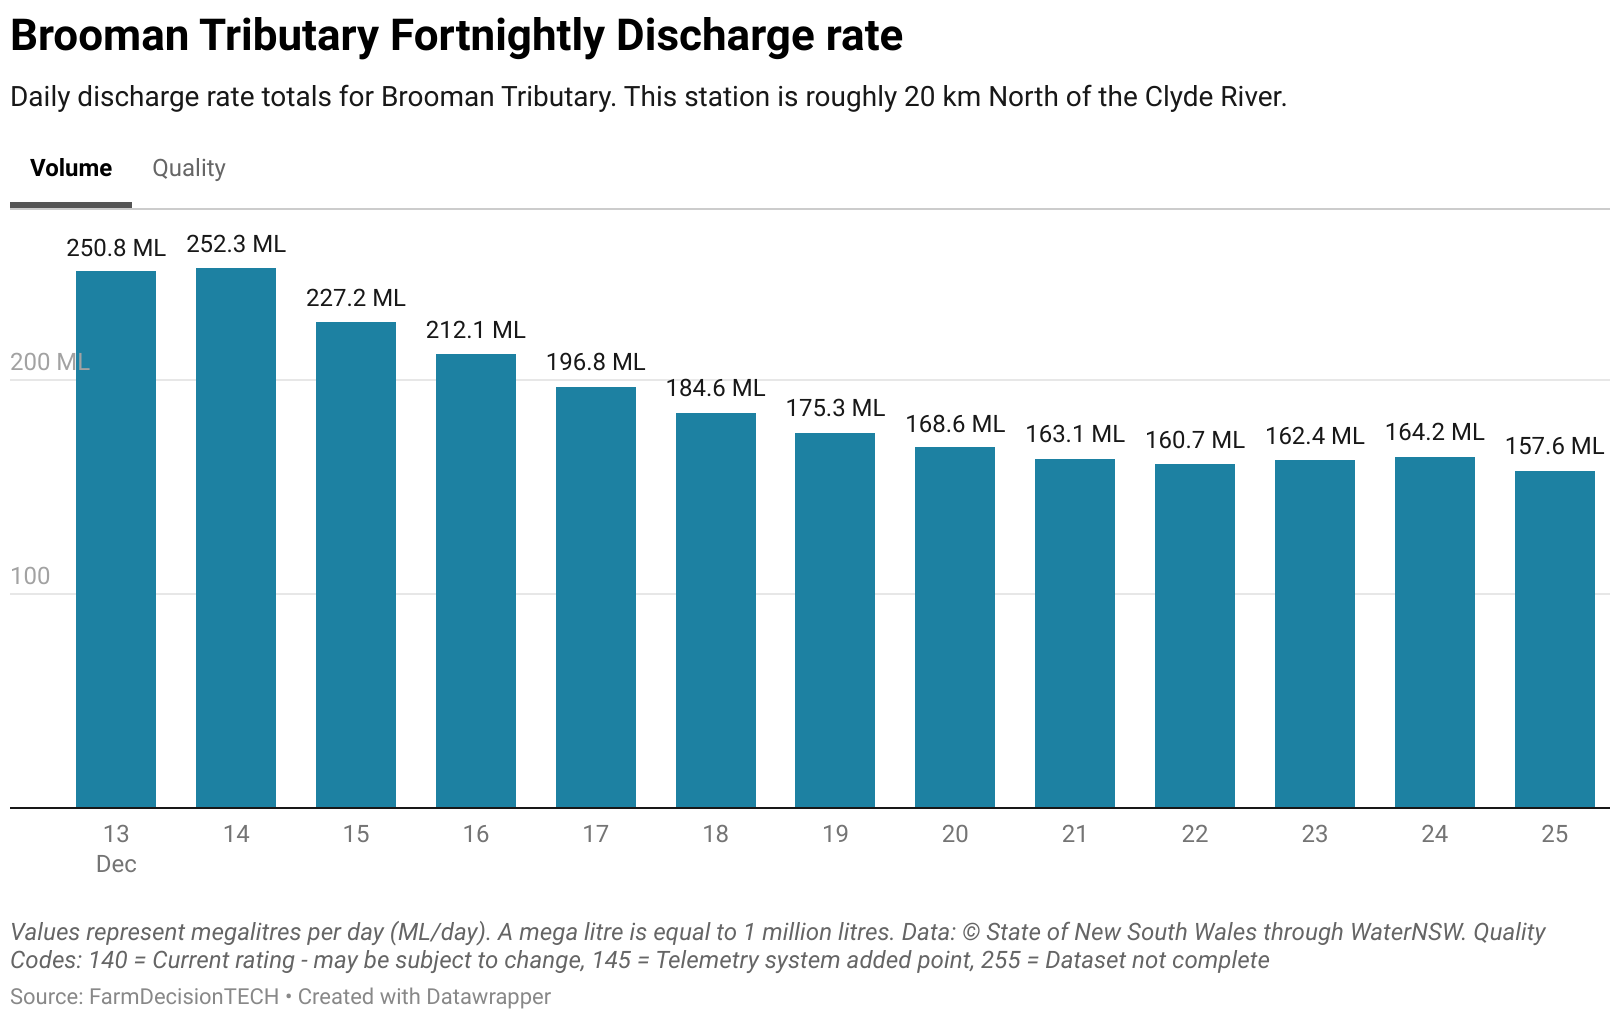 Brooman Tributary Fortnightly Discharge rate
Daily discharge rate totals for Brooman Tributary. This station is roughly 20 km North of the Clyde River.
Volume Quality
250.8 ML 252.3 ML 227.2 ML 212.1 ML 196.8 ML 184.6 ML 175.3 ML 168.6 ML 163.1 ML 160.7 ML 162.4 ML 164.2 ML 157.6 ML
200 ML
100
13 14 15 16 17 18 19 20 21 22 23 24 25
Dec
Values represent megalitres per day (ML/day). A mega litre is equal to 1 million litres. Data: © State of New South Wales through WaterNSW. Quality
Codes: 140 = Current rating - may be subject to change, 145 = Telemetry system added point, 255 = Dataset not complete
Source: FarmDecisionTECH • Created with Datawrapper